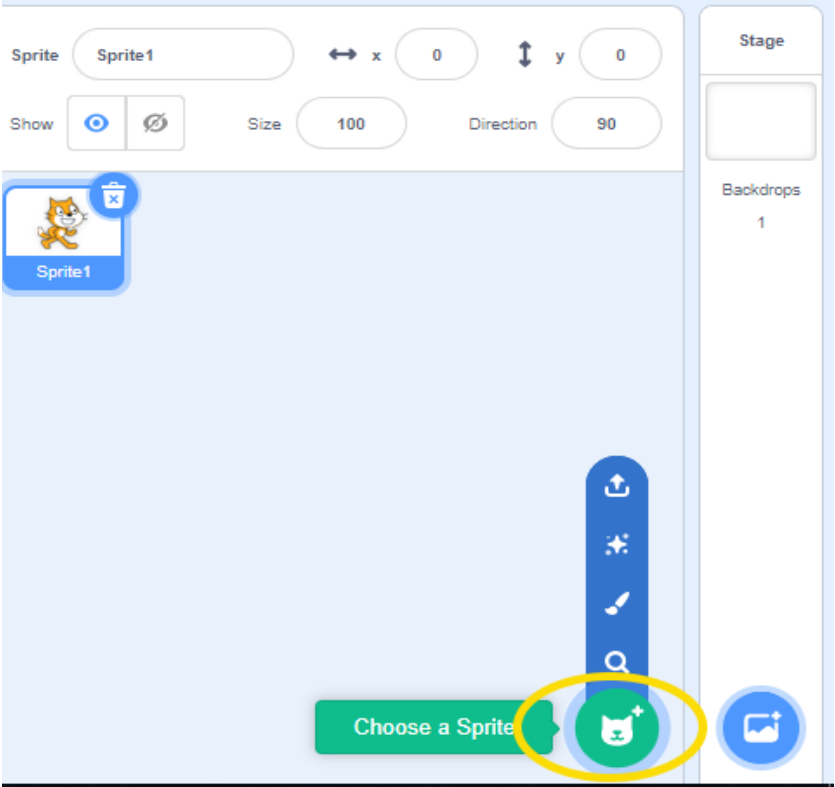 Sprite Sprite1 x 0 y 0
Show Size 100 Direction 90
Sprite1
Choose a Sprite
Stage
Backdrops
1